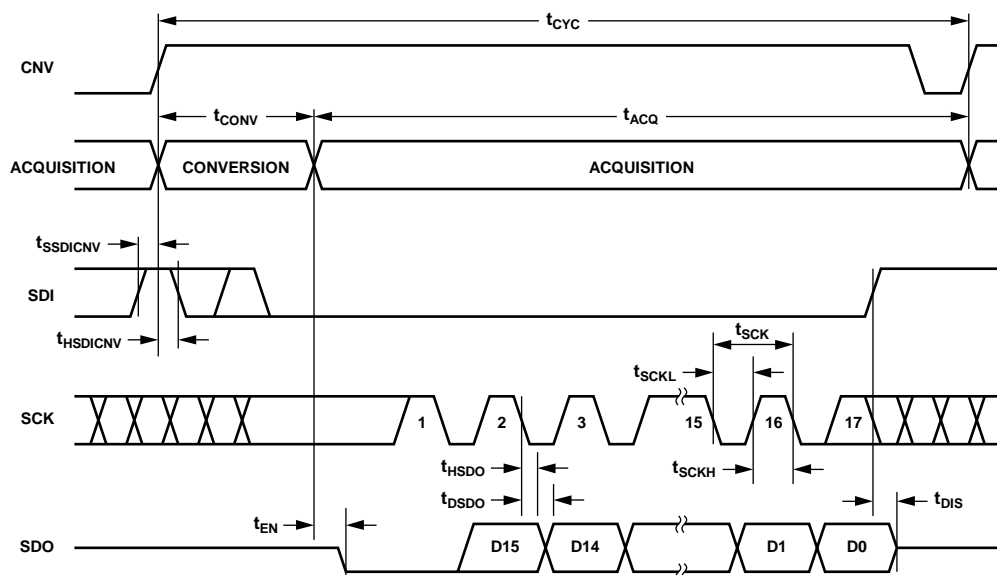 tCYC
CNV
tCONV
tACQ
ACQUISITION
CONVERSION
ACQUISITION
tSSDICNV
SDI
tHSDICNV
tSCK
tSCKL
SCK
1
2
3
15
16
17
tHSDO
tSCKH
tDSDO
tDIS
tEN
SDO
D15
D14
D1
D0